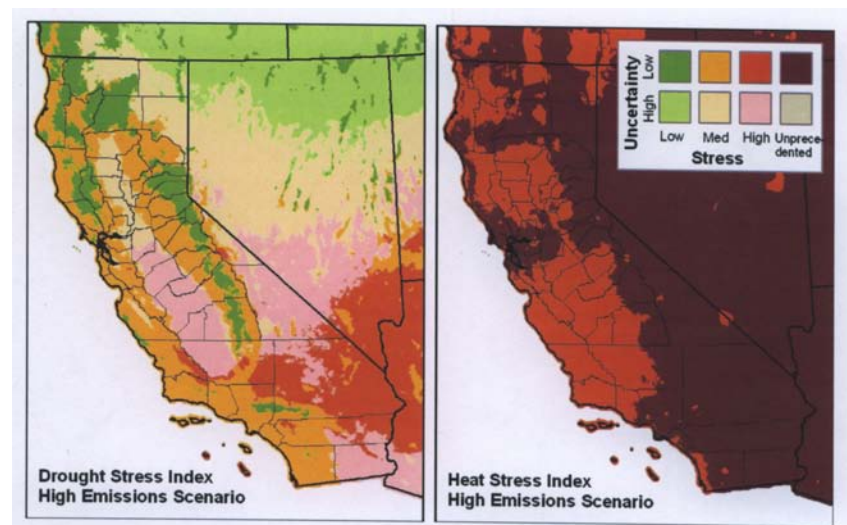 Drought Stress Index
High Emissions Scenario
Heat Stress Index
High Emissions Scenario
Uncertainty
Low
High
Low Med High Unprece-
dented
Stress